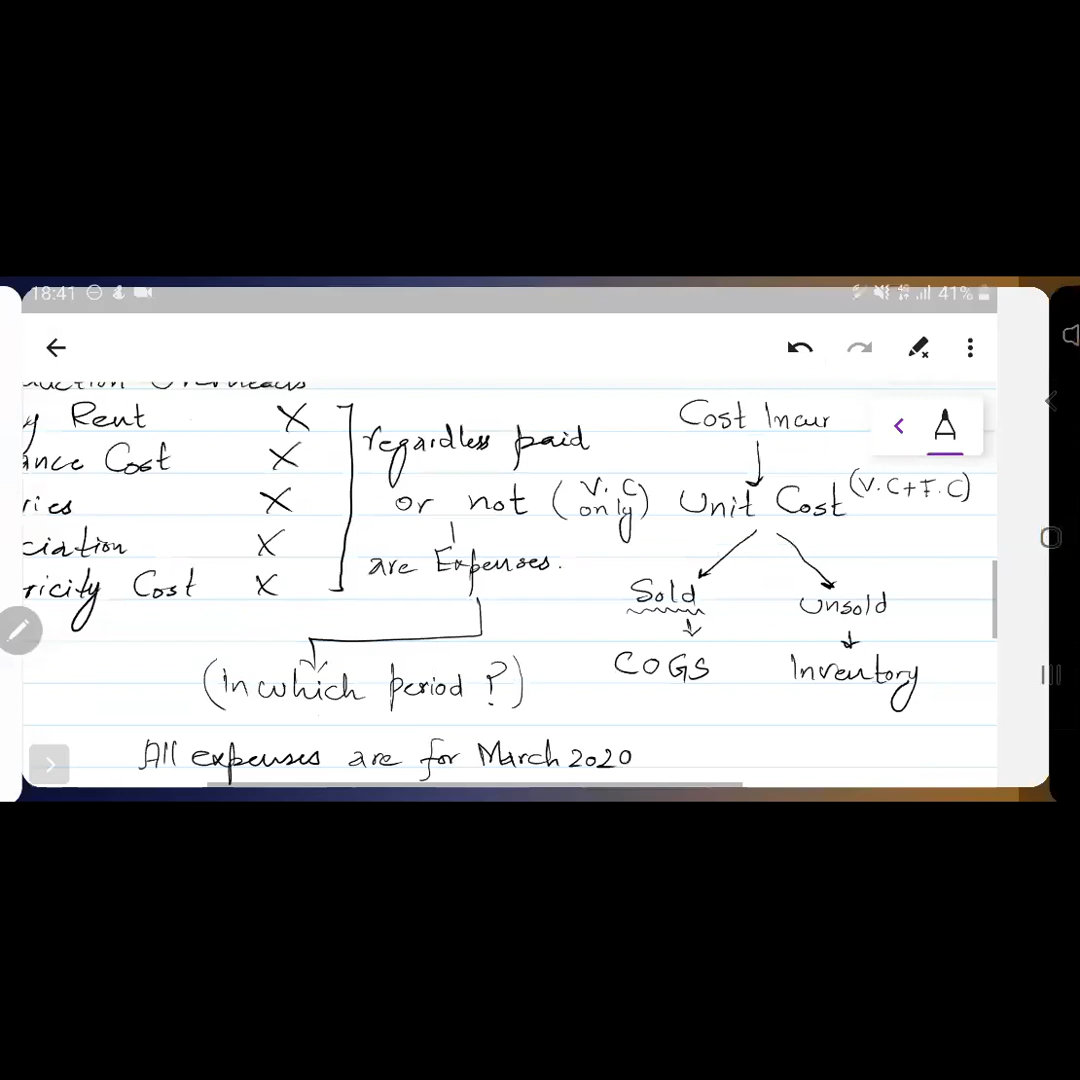 18:41 41%
Rent X
Cost X
X
X
Cost X
regardless paid
or not (V.C only)
are Expenses.
(In which period ?)
All expenses are for March 2020
Cost Incur
Unit Cost (V.C+F.C)
Sold Unsold
COGS Inventory